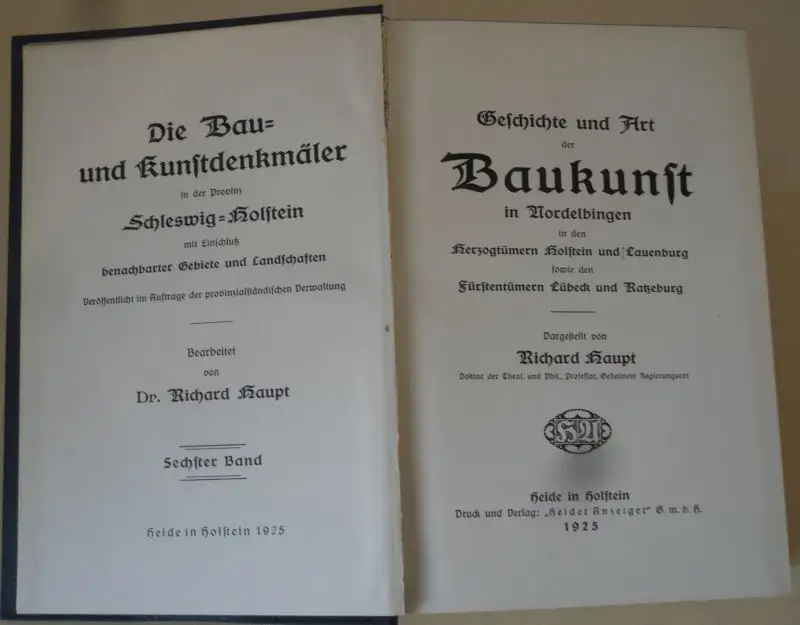 Die Bau-
und Kunstdenkmäler
in der Provinz
Schleswig-Holstein
mit Einschluß
benachbarter Gebiete und Landschaften
Veröffentlicht im Auftrage der provinzialständischen Verwaltung
Bearbeitet
von
Dr. Richard Haupt
Sechster Band
Heide in Holstein 1925
Geschichte und Art
der
Baukunst
in Nordelbingen
in den
Herzogtümern Holstein und Lauenburg
sowie den
Fürstentümern Lübeck und Ratzeburg
Dargestellt von
Richard Haupt
Doktor der Theol. und Phil., Professor, Geheimem Regierungsrat
Heide in Holstein
Druck und Verlag: „Heider Anzeiger" G. m. b. H.
1925